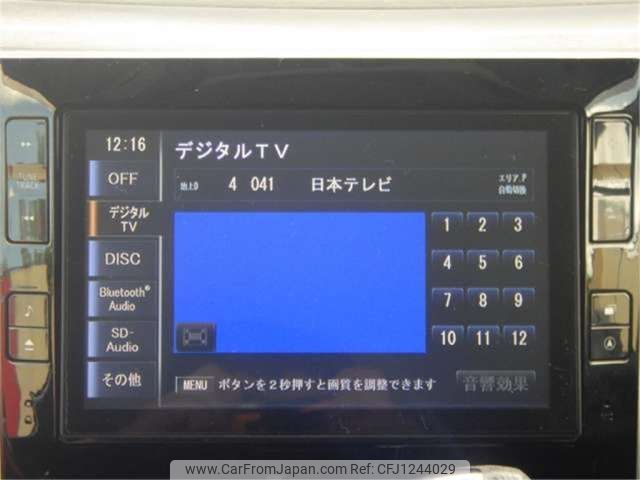 12:16
デジタルTV
OFF
地上D 4 041 日本テレビ
エリア.P
自動切換
デジタル
TV
DISC
Bluetooth®
Audio
SD-
Audio
その他
1 2 3
4 5 6
7 8 9
10 11 12
MENU ボタンを2秒押すと画質を調整できます
音響効果
TUNE
TRACK
www.CarFromJapan.com CFJ1244029